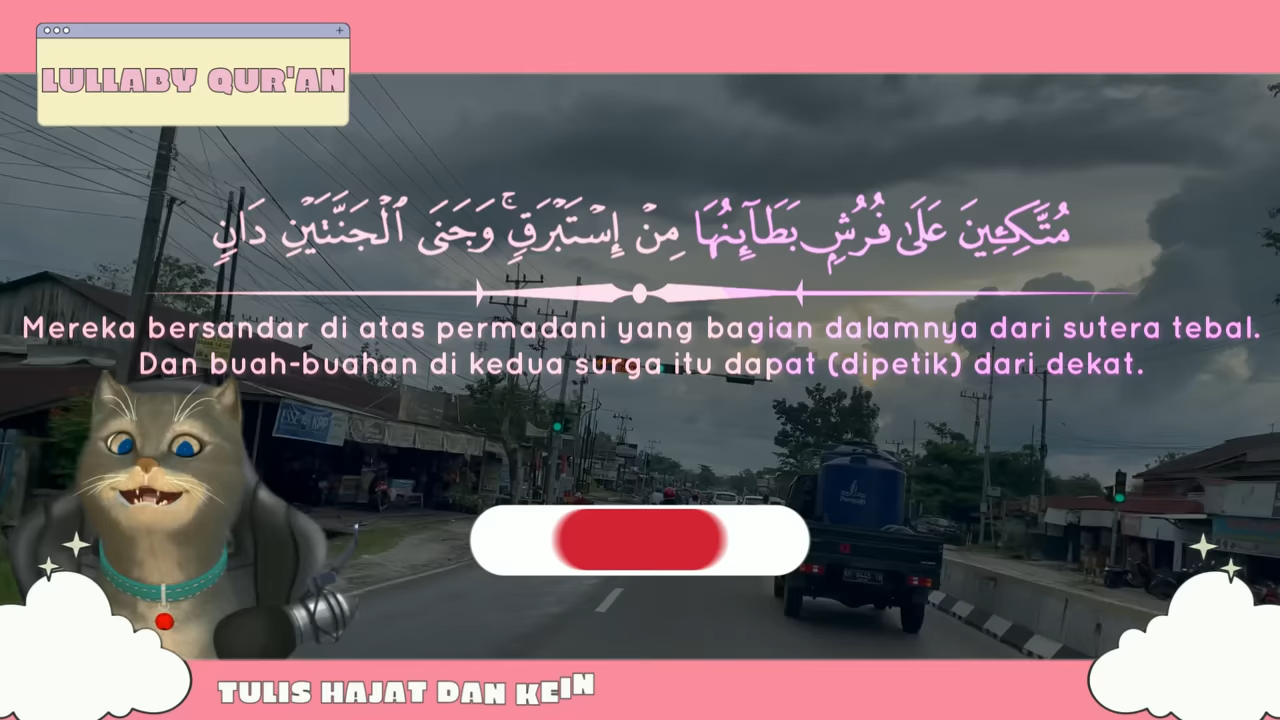 LULLABY QUR'AN
مُتَّكِـِٔينَ عَلَىٰ فُرُشٍۭ بَطَآئِنُهَا مِنْ إِسْتَبْرَقٍۚ وَجَنَى ٱلْجَنَّتَيْنِ دَانٍ
Mereka bersandar di atas permadani yang bagian dalamnya dari sutera tebal.
Dan buah-buahan di kedua surga itu dapat (dipetik) dari dekat.
TULIS HAJAT DAN KEIN